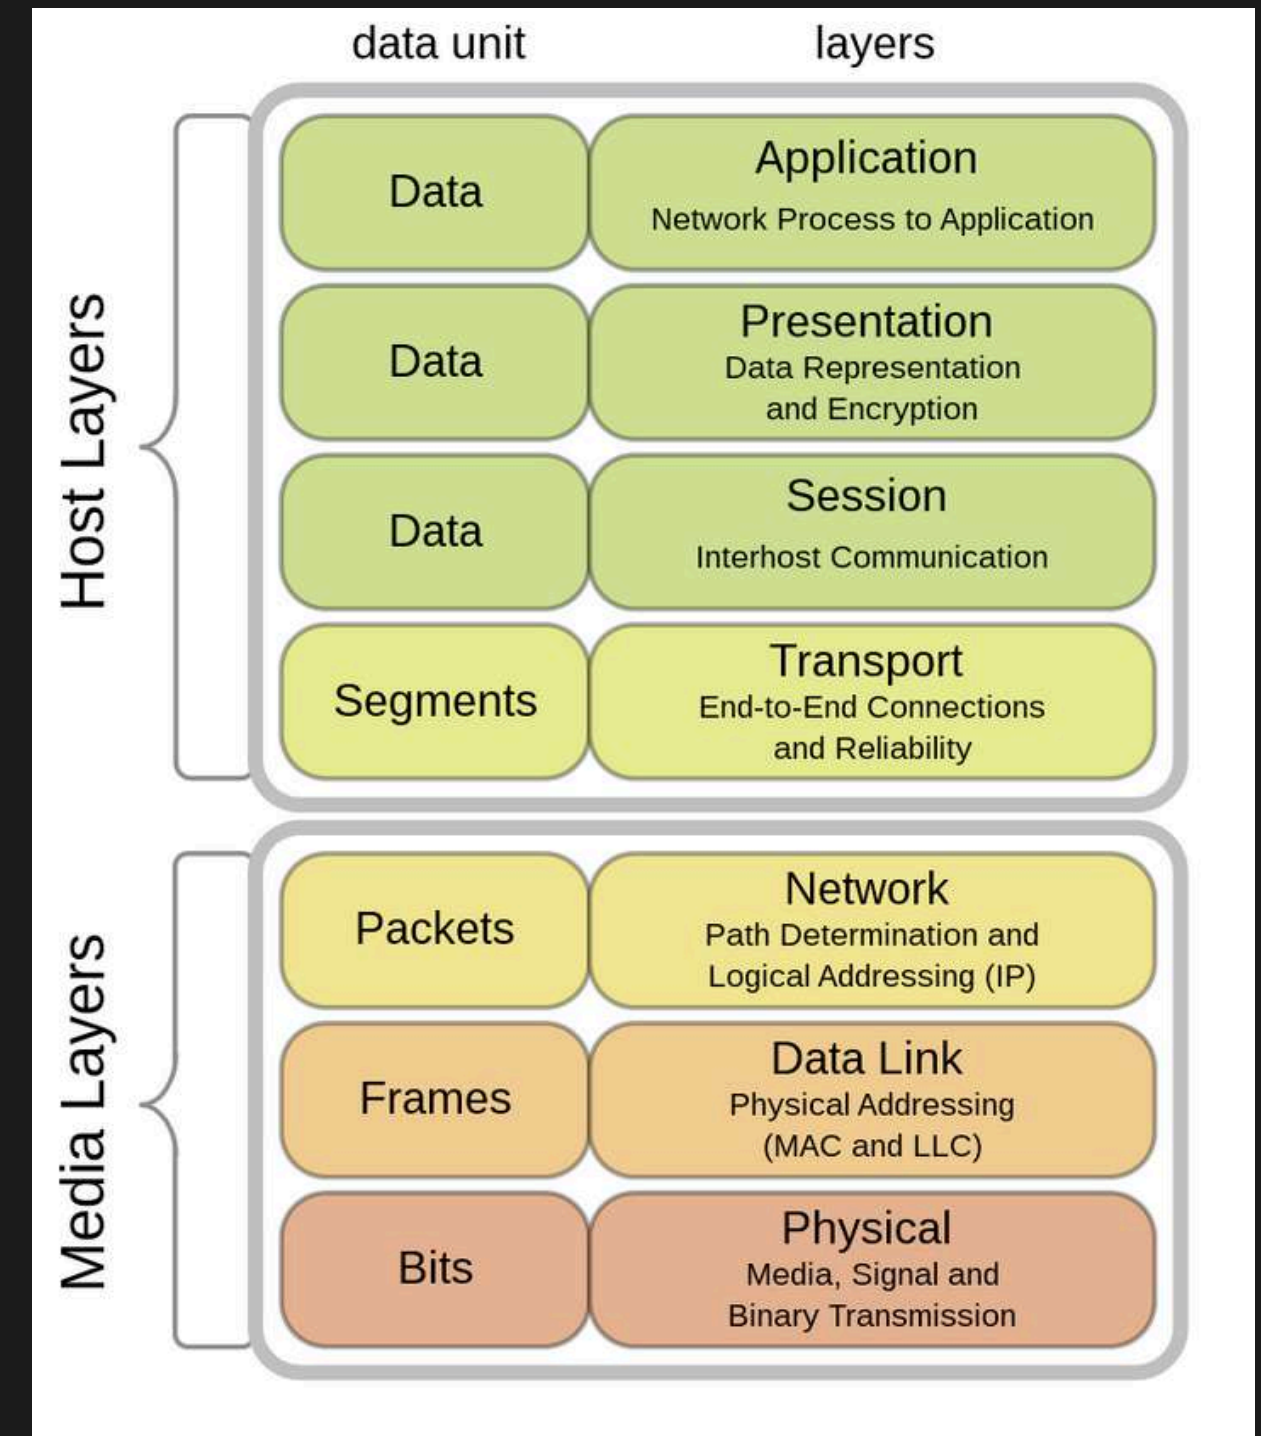 data unit
layers
Host Layers
Data
Application
Network Process to Application
Data
Presentation
Data Representation
and Encryption
Data
Session
Interhost Communication
Segments
Transport
End-to-End Connections
and Reliability
Media Layers
Packets
Network
Path Determination and
Logical Addressing (IP)
Frames
Data Link
Physical Addressing
(MAC and LLC)
Bits
Physical
Media, Signal and
Binary Transmission